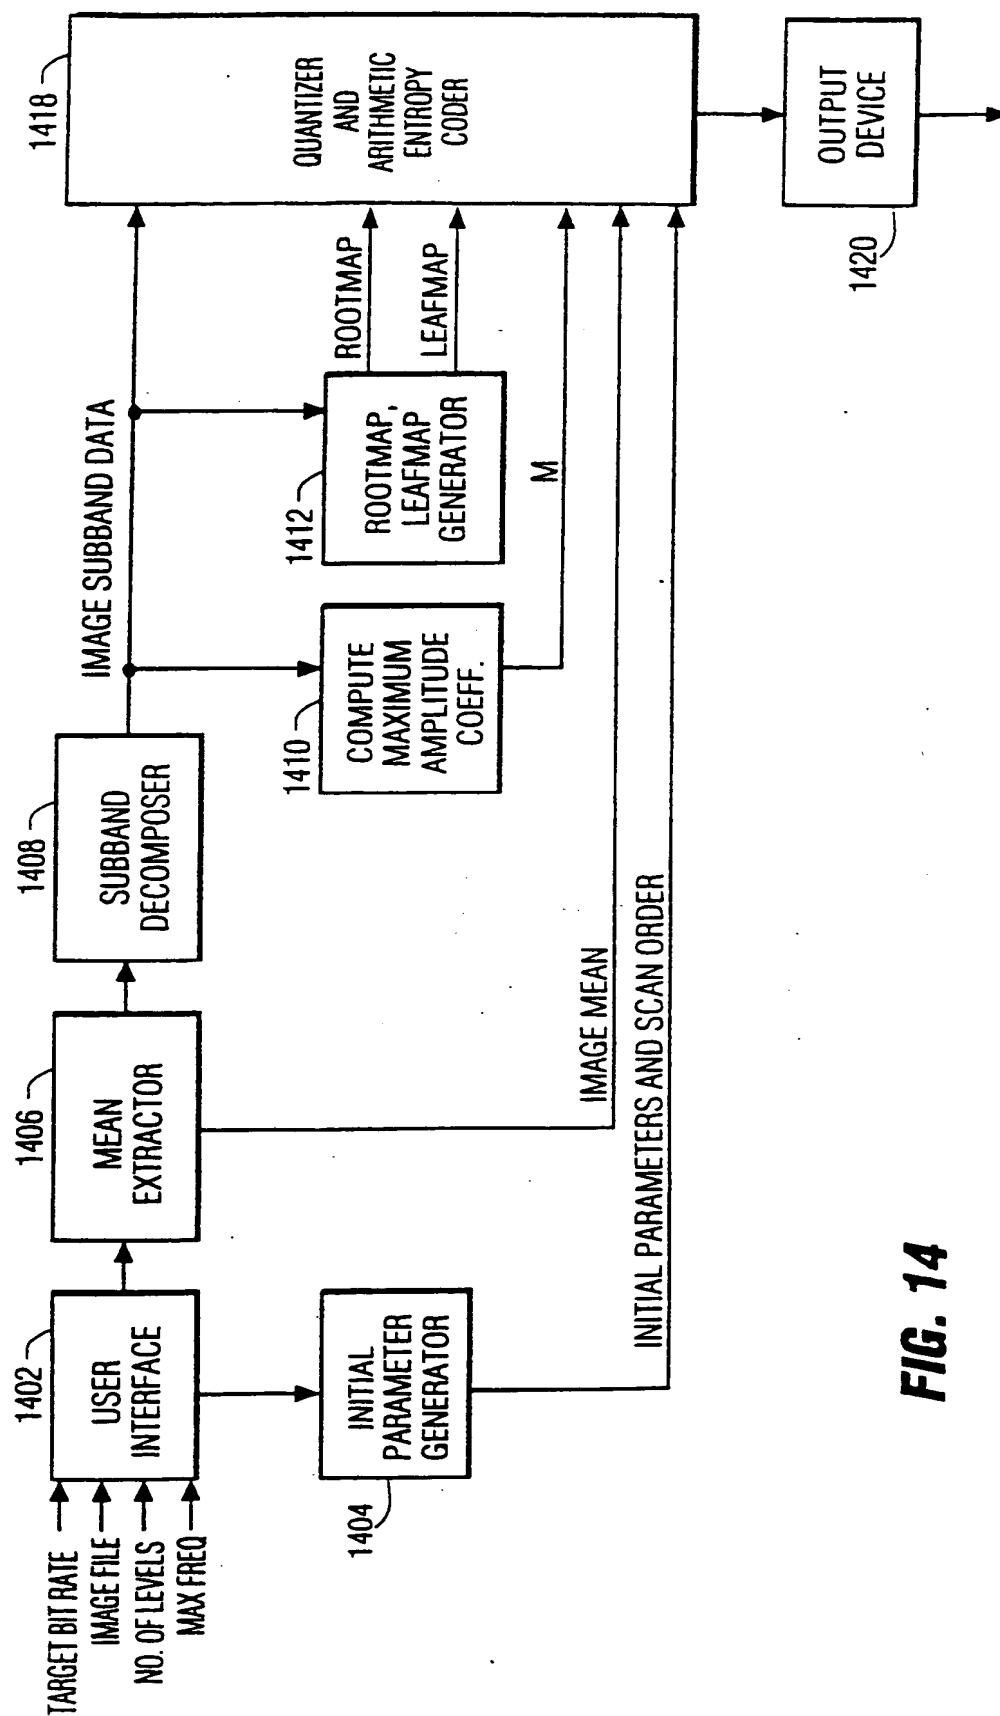 TARGET BIT RATE
IMAGE FILE
NO. OF LEVELS
MAX FREQ
1402
USER
INTERFACE
1404
INITIAL
PARAMETER
GENERATOR
1406
MEAN
EXTRACTOR
1408
SUBBAND
DECOMPOSER
IMAGE SUBBAND DATA
1410
COMPUTE
MAXIMUM
AMPLITUDE
COEFF.
1412
ROOTMAP,
LEAFMAP
GENERATOR
ROOTMAP
LEAFMAP
M
IMAGE MEAN
INITIAL PARAMETERS AND SCAN ORDER
1418
QUANTIZER
AND
ARITHMETIC
ENTROPY
CODER
OUTPUT
DEVICE
1420
FIG. 14